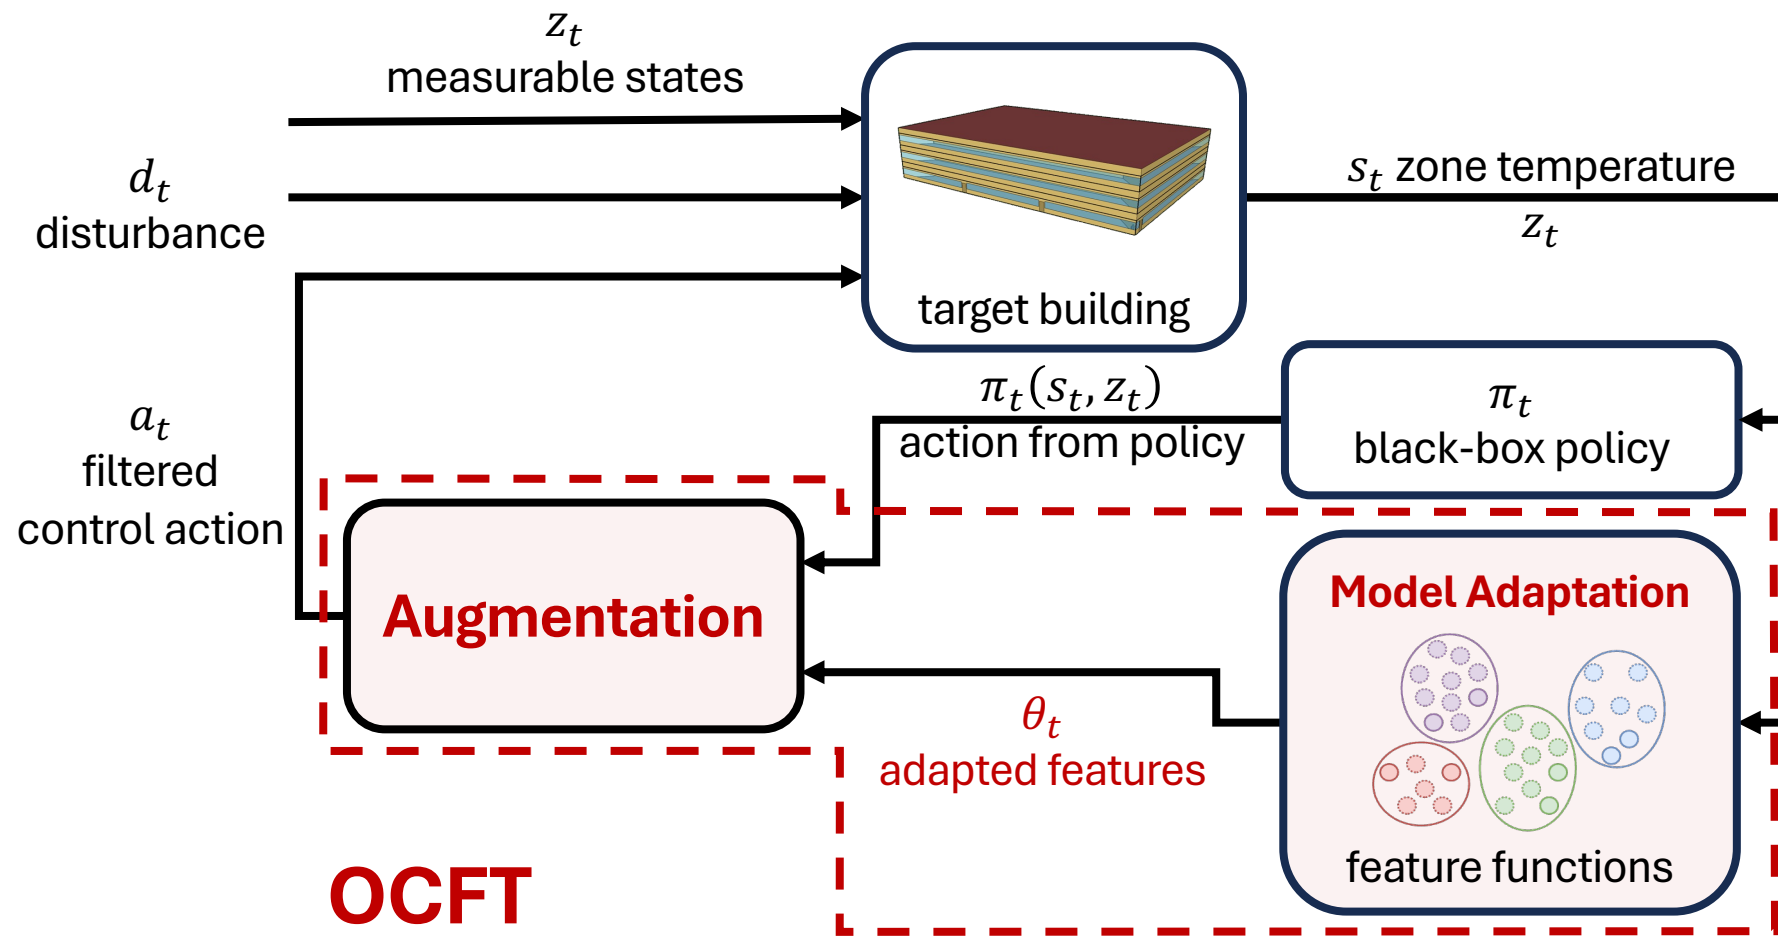 z_t
measurable states
d_t
disturbance
s_t zone temperature
z_t
target building
π_t(s_t, z_t)
action from policy
π_t
black-box policy
a_t
filtered
control action
Augmentation
Model Adaptation
θ_t
adapted features
feature functions
OCFT